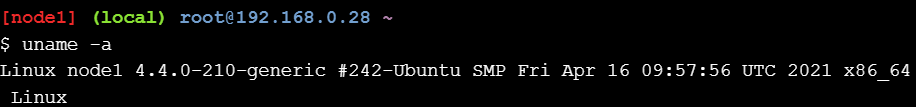 [node1] (local) root@192.168.0.28 ~
$ uname -a
Linux node1 4.4.0-210-generic #242-Ubuntu SMP Fri Apr 16 09:57:56 UTC 2021 x86_64
 Linux